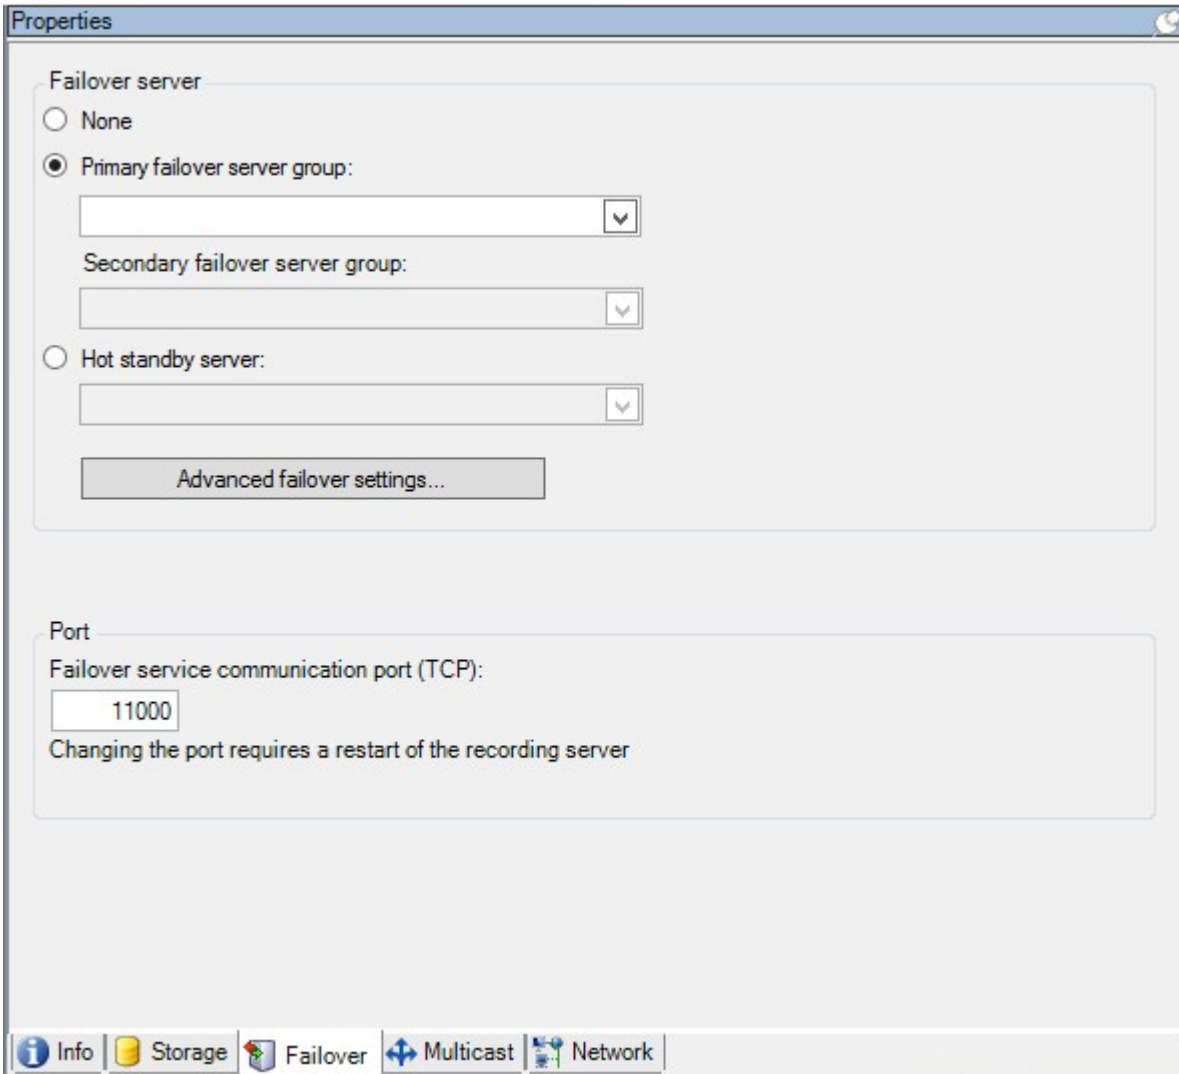 Properties
Failover server
None
Primary failover server group:
Secondary failover server group:
Hot standby server:
Advanced failover settings...
Port
Failover service communication port (TCP):
11000
Changing the port requires a restart of the recording server
Info Storage Failover Multicast Network